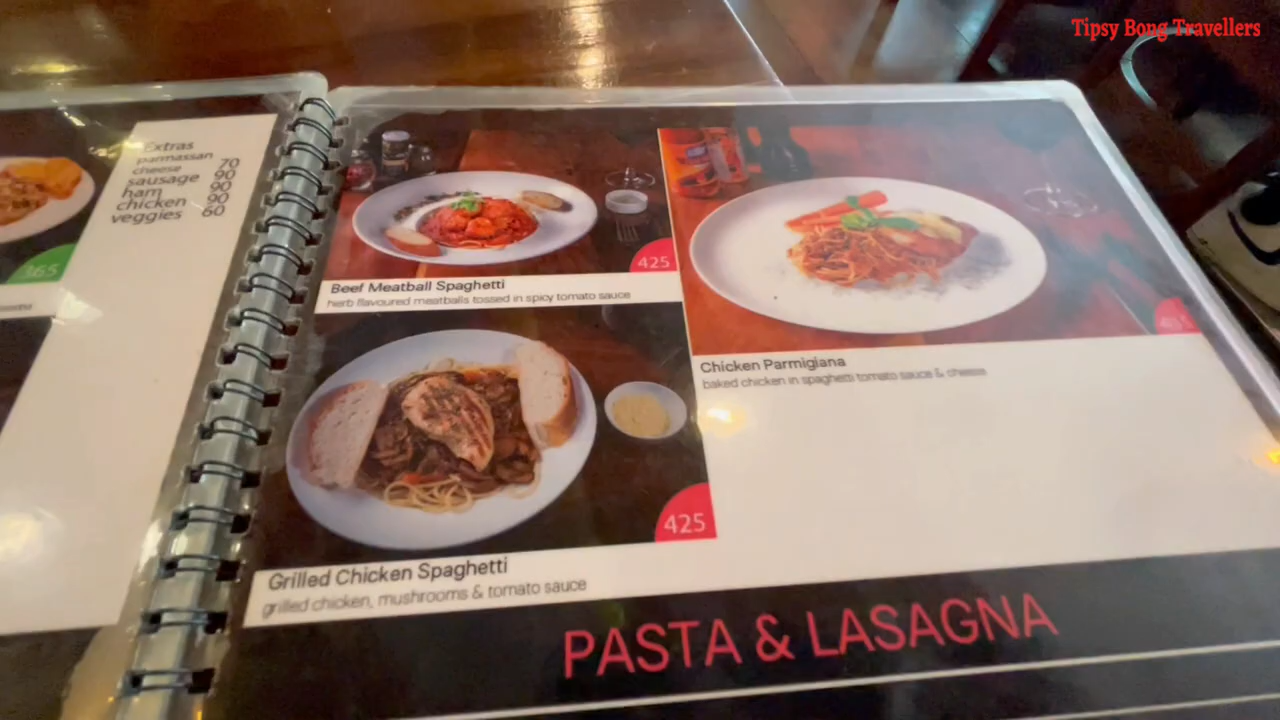 Tipsy Bong Travellers
Extras
parmassan
cheese 70
sausage 90
ham 90
chicken 90
veggies 60
365
425
Beef Meatball Spaghetti
herb flavoured meatballs tossed in spicy tomato sauce
Chicken Parmigiana
baked chicken in spaghetti tomato sauce & cheese
425
Grilled Chicken Spaghetti
grilled chicken, mushrooms & tomato sauce
PASTA & LASAGNA